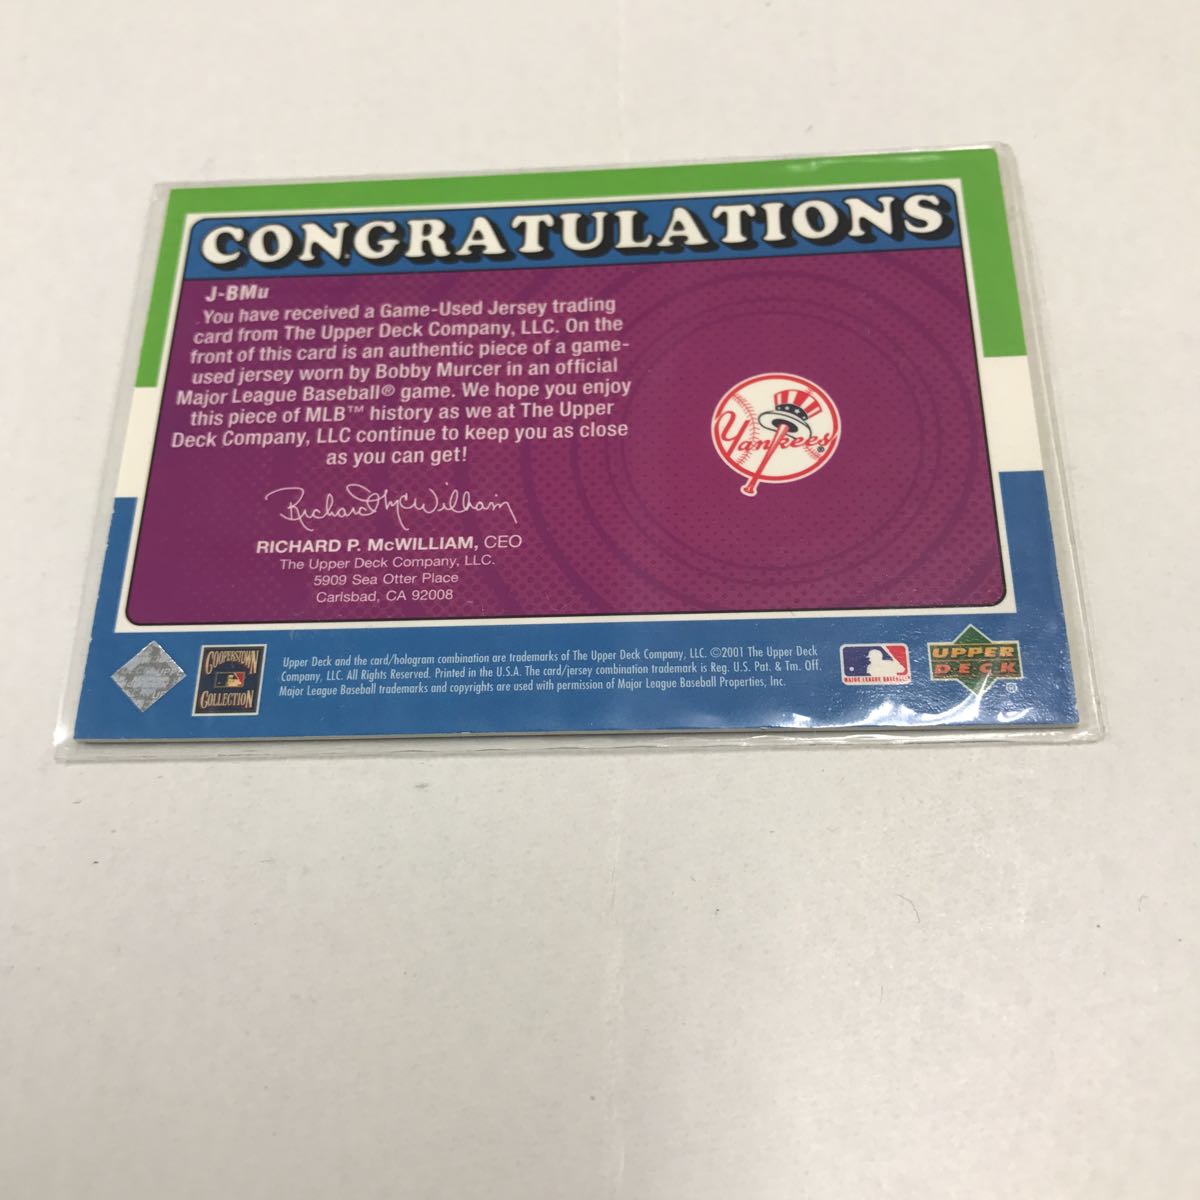 CONGRATULATIONS
J-BMu
You have received a Game-Used Jersey trading
card from The Upper Deck Company, LLC. On the
front of this card is an authentic piece of a game-
used jersey worn by Bobby Murcer in an official
Major League Baseball® game. We hope you enjoy
this piece of MLB™ history as we at The Upper
Deck Company, LLC continue to keep you as close
as you can get!
Yankees®
Richard McWilliam
RICHARD P. McWILLIAM, CEO
The Upper Deck Company, LLC.
5909 Sea Otter Place
Carlsbad, CA 92008
COOPERSTOWN
COLLECTION
Upper Deck and the card/hologram combination are trademarks of The Upper Deck Company, LLC. ©2001 The Upper Deck
Company, LLC. All Rights Reserved. Printed in the U.S.A. The card/jersey combination trademark is Reg. U.S. Pat. & Tm. Off.
Major League Baseball trademarks and copyrights are used with permission of Major League Baseball Properties, Inc.
MAJOR LEAGUE BASEBALL
UPPER
DECK
®